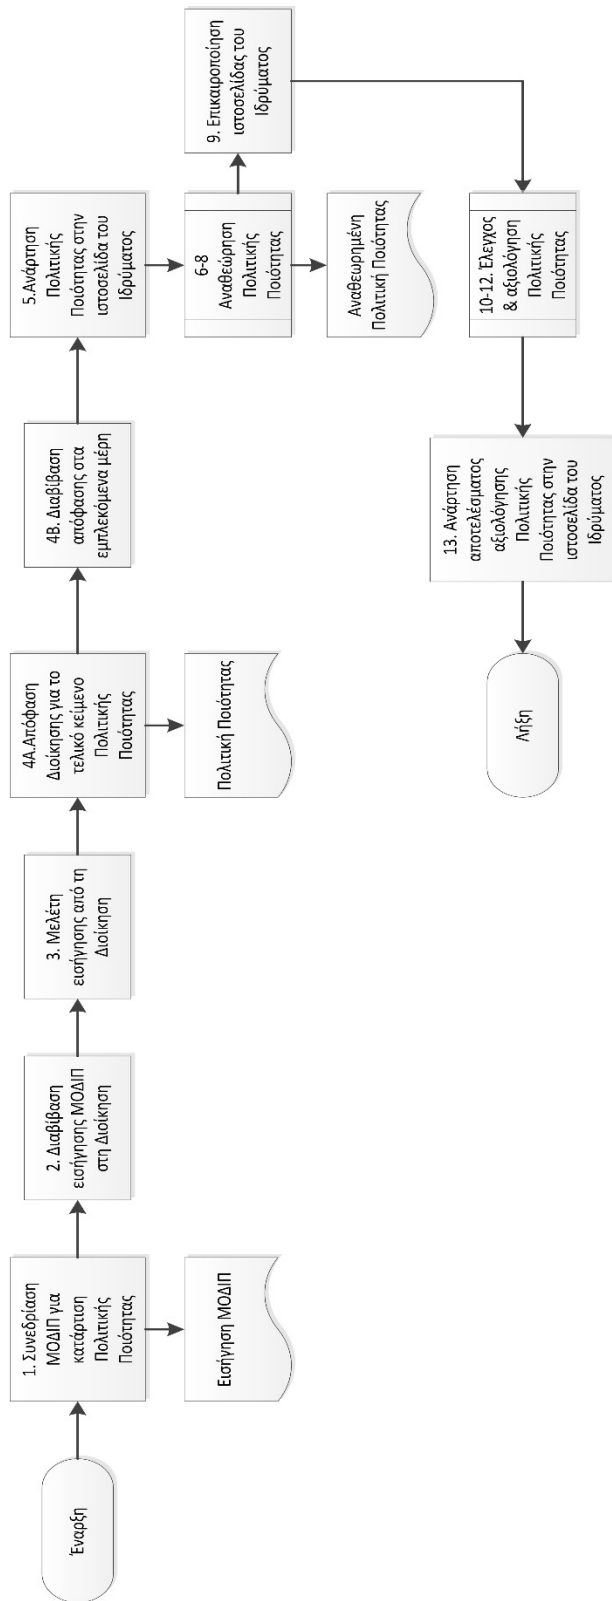 Έναρξη
1. Συνεδρίαση
ΜΟΔΙΠ για
κατάρτιση
Πολιτικής
Ποιότητας
Εισήγηση ΜΟΔΙΠ
2. Διαβίβαση
εισήγησης ΜΟΔΙΠ
στη Διοίκηση
3. Μελέτη
εισήγησης από τη
Διοίκηση
4Α.Απόφαση
Διοίκησης για το
τελικό κείμενο
Πολιτικής
Ποιότητας
Πολιτική Ποιότητας
4Β. Διαβίβαση
απόφασης στα
εμπλεκόμενα μέρη
5.Ανάρτηση
Πολιτικής
Ποιότητας στην
ιστοσελίδα του
Ιδρύματος
6-8
Αναθεώρηση
Πολιτικής
Ποιότητας
Αναθεωρημένη
Πολιτική Ποιότητας
9. Επικαιροποίηση
ιστοσελίδας του
Ιδρύματος
10-12. Έλεγχος
& αξιολόγηση
Πολιτικής
Ποιότητας
13. Ανάρτηση
αποτελέσματος
αξιολόγησης
Πολιτικής
Ποιότητας στην
ιστοσελίδα του
Ιδρύματος
Λήξη